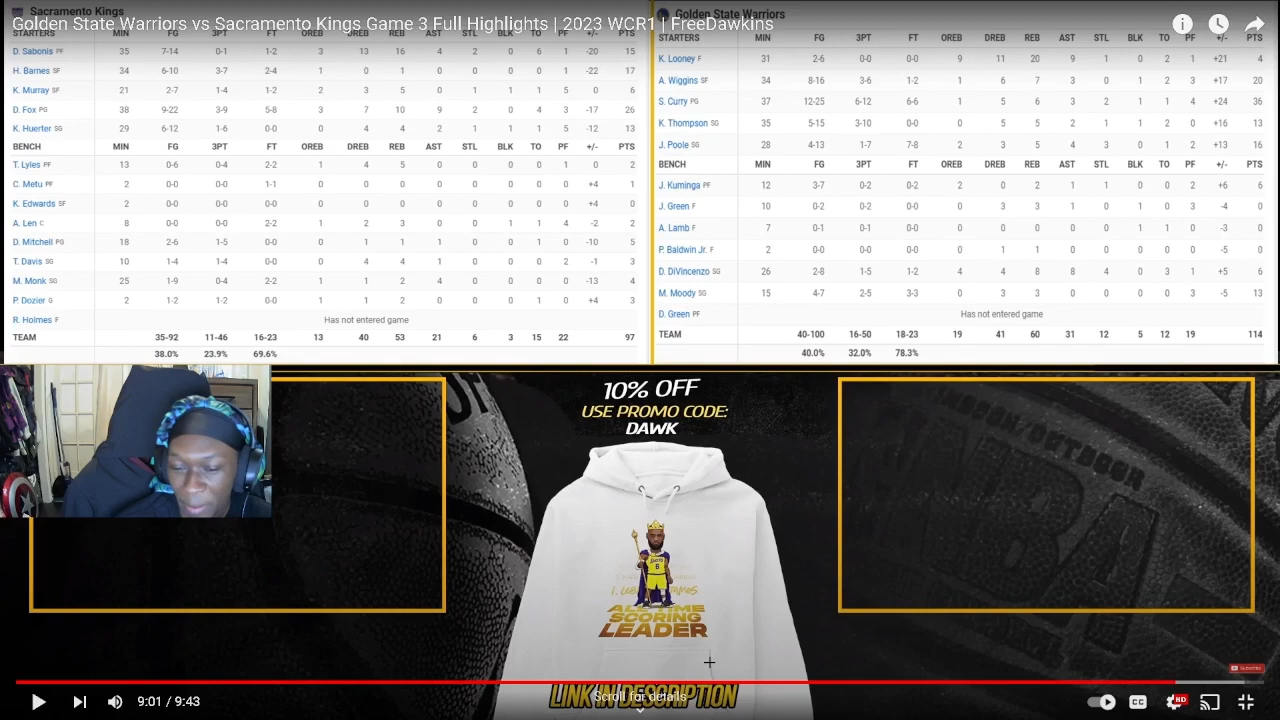 Golden State Warriors vs Sacramento Kings Game 3 Full Highlights | 2023 WCR1 | FreeDawkins
Sacramento Kings
STARTERS MIN FG 3PT FT OREB DREB REB AST STL BLK TO PF +/- PTS
D. Sabonis PF 35 7-14 0-1 1-2 3 13 16 4 2 0 6 1 -20 15
H. Barnes SF 34 6-10 3-7 2-4 1 0 1 0 0 0 0 1 -22 17
K. Murray SF 21 2-7 1-4 1-2 2 3 5 0 1 1 1 5 0 6
D. Fox PG 38 9-22 3-9 5-8 3 7 10 9 2 0 4 3 -17 26
K. Huerter SG 29 6-12 1-6 0-0 0 4 4 2 1 1 1 5 -12 13
BENCH MIN FG 3PT FT OREB DREB REB AST STL BLK TO PF +/- PTS
T. Lyles PF 13 0-6 0-4 2-2 1 4 5 0 0 0 1 0 2
C. Metu PF 2 0-0 0-0 1-1 0 0 0 0 0 0 0 0 +4 1
K. Edwards SF 2 0-0 0-0 0-0 0 0 0 0 0 0 0 0 +4 0
A. Len C 8 0-0 0-0 2-2 1 2 3 0 0 1 1 4 -2 2
D. Mitchell PG 18 2-6 1-5 0-0 0 1 1 1 0 0 1 0 -10 5
T. Davis SG 10 1-4 1-4 0-0 0 4 4 1 0 0 0 2 -1 3
M. Monk SG 25 1-9 0-4 2-2 1 1 2 4 0 0 0 1 -13 4
P. Dozier G 2 1-2 1-2 0-0 1 1 2 0 0 0 1 0 +4 3
R. Holmes F Has not entered game
TEAM 35-92 11-46 16-23 13 40 53 21 6 3 15 22 97
38.0% 23.9% 69.6%
Golden State Warriors
STARTERS MIN FG 3PT FT OREB DREB REB AST STL BLK TO PF +/- PTS
K. Looney F 31 2-6 0-0 0-0 9 11 20 9 1 0 2 1 +21 4
A. Wiggins SF 34 8-16 3-6 1-2 1 6 7 3 1 0 3 3 +17 20
S. Curry PG 37 12-25 6-12 6-6 1 5 6 3 2 1 1 4 +24 36
K. Thompson SG 35 5-15 3-10 0-0 0 5 5 2 1 1 2 0 +16 13
J. Poole SG 28 4-13 1-7 7-8 2 3 5 4 3 0 1 2 +13 16
BENCH MIN FG 3PT FT OREB DREB REB AST STL BLK TO PF +/- PTS
J. Kuminga PF 12 3-7 0-2 0-2 2 0 2 1 1 0 0 2 +6 6
J. Green F 10 0-2 0-2 0-0 0 3 3 1 0 1 0 3 -4 0
A. Lamb F 7 0-1 0-1 0-0 0 0 0 0 0 1 1 0 -3 0
P. Baldwin Jr. F 2 0-0 0-0 0-0 0 1 1 0 0 0 0 0 -5 0
D. DiVincenzo SG 26 2-8 1-5 1-2 4 4 8 8 4 0 3 1 +5 6
M. Moody SG 15 4-7 2-5 3-3 0 3 3 0 0 0 0 3 -5 13
D. Green PF Has not entered game
TEAM 40-100 16-50 18-23 19 41 60 31 12 5 12 19 114
40.0% 32.0% 78.3%
10% OFF
USE PROMO CODE:
DAWK
ALL TIME
SCORING
LEADER
LINK IN DESCRIPTION
Scroll for details
9:01 / 9:43
CC
HD